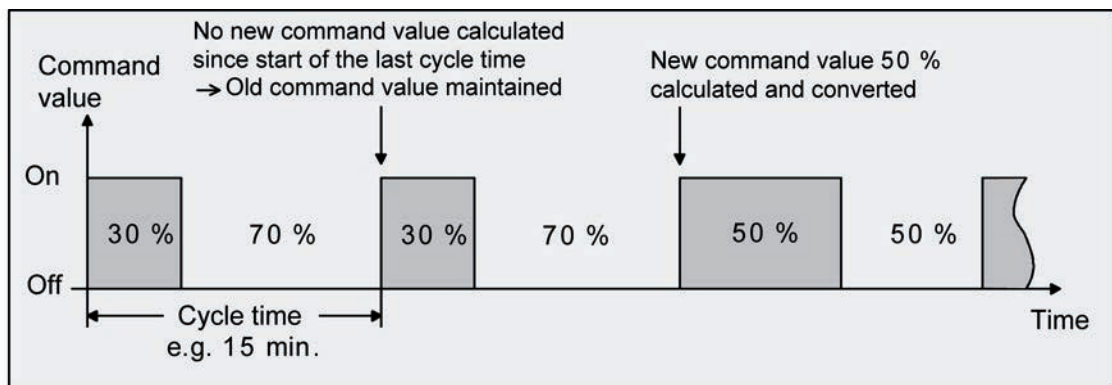 No new command value calculated
since start of the last cycle time
→ Old command value maintained
New command value 50 %
calculated and converted
Command
value
On
30 %
70 %
30 %
70 %
50 %
50 %
Off
Cycle time
e.g. 15 min.
Time